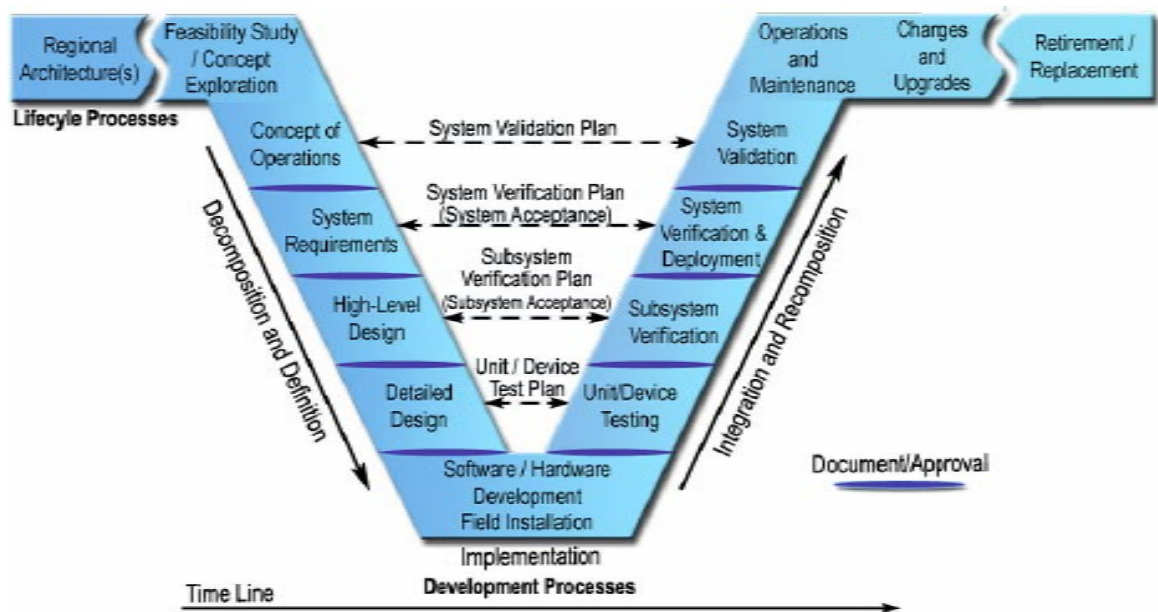 Regional
Architecture(s)
Feasibility Study
/ Concept
Exploration
Operations
and
Maintenance
Charges
and
Upgrades
Retirement /
Replacement
Lifecyle Processes
Concept of
Operations
System Validation Plan
System
Validation
System
Requirements
System Verification Plan
(System Acceptance)
System
Verification &
Deployment
High-Level
Design
Subsystem
Verification Plan
(Subsystem Acceptance)
Subsystem
Verification
Detailed
Design
Unit / Device
Test Plan
Unit/Device
Testing
Decomposition and Definition
Integration and Recomposition
Software / Hardware
Development
Field Installation
Document/Approval
Implementation
Development Processes
Time Line